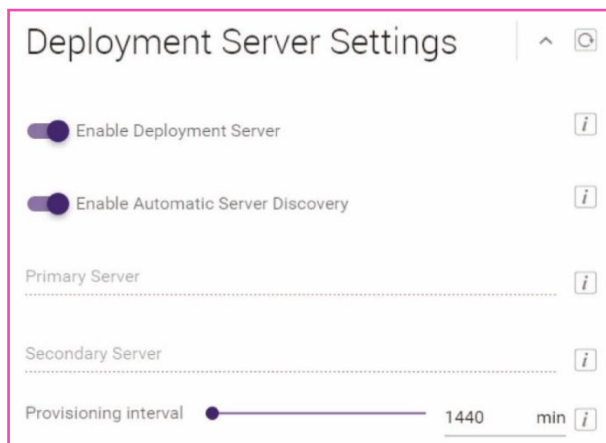 Deployment Server Settings
Enable Deployment Server
Enable Automatic Server Discovery
Primary Server
Secondary Server
Provisioning interval 1440 min